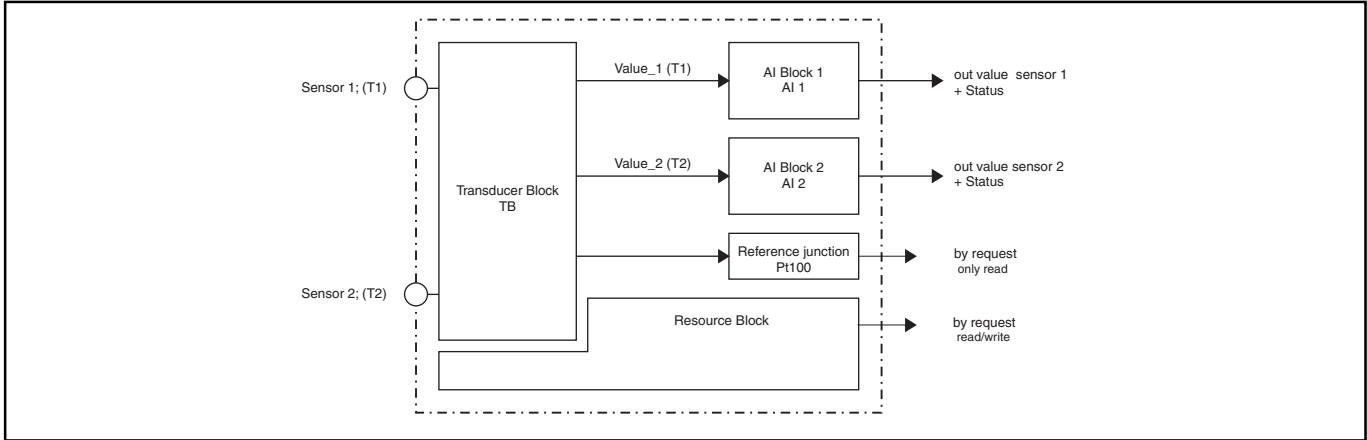 Sensor 1; (T1)
Sensor 2; (T2)
Transducer Block
TB
Value_1 (T1)
Value_2 (T2)
AI Block 1
AI 1
AI Block 2
AI 2
Reference junction
Pt100
Resource Block
out value  sensor 1
+ Status
out value sensor 2
+ Status
by request
only read
by request
read/write